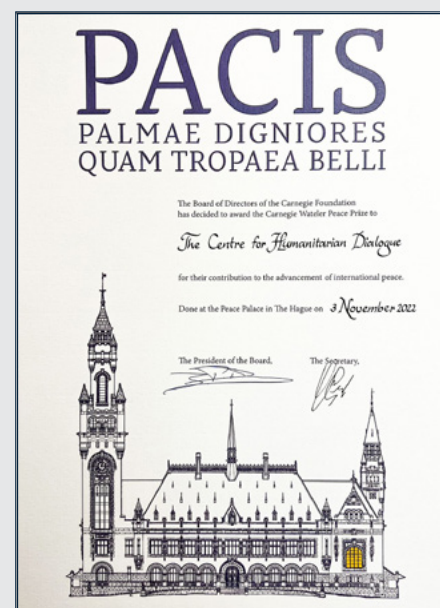 PACIS
PALMAE DIGNIORES
QUAM TROPAEA BELLI
The Board of Directors of the Carnegie Foundation
has decided to award the Carnegie Wateler Peace Prize to
The Centre for Humanitarian Dialogue
for their contribution to the advancement of international peace.
Done at the Peace Palace in The Hague on 3 November 2022
The President of the Board, The Secretary,